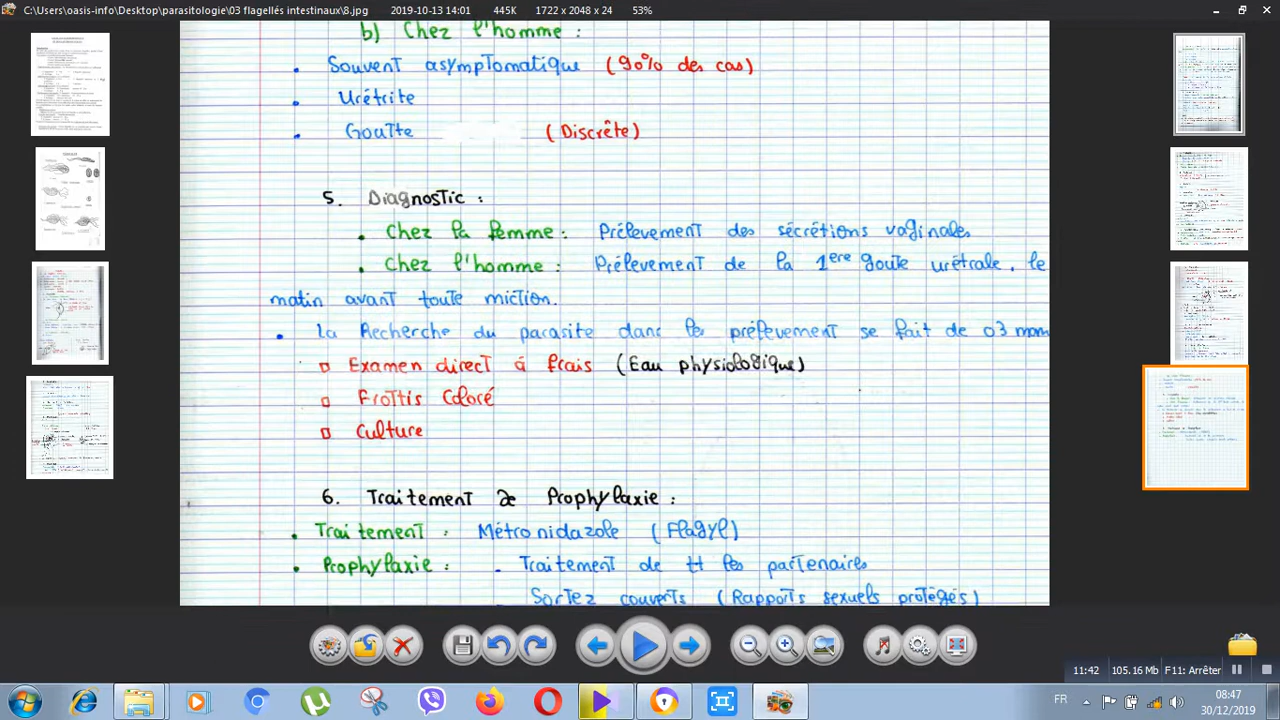 C:\Users\oasis-info\Desktop\parasitologie\03 flagellés intestinaux\8.jpg 2019-10-13 14:01 445K 1722 x 2048 x 24 53%
b) Chez l'homme :
• Souvent asymptomatique (90% des cas)
• Urétrite
• Goutte (Discrète)
5 Diagnostic :
• Chez la femme : Prélevement des sécrétions vaginales
• chez l'homme : Prélevement de la 1ere goute urétrale, le
matin avant toute miction.
• la Recherche du parasite dans les prélevement se fait de 03 man
Examen direct à frais (Eau physiologique)
Frottis Coloré
Culture
6. Traitement & Prophylaxie :
• Traitement : Métronidazole (Flagyl)
• Prophylaxie : - Traitement de tt les partenaires
Sortez couverts (Rapports sexuels protégés)
11:42 105.16 Mb F11: Arrêter
FR 08:47
30/12/2019